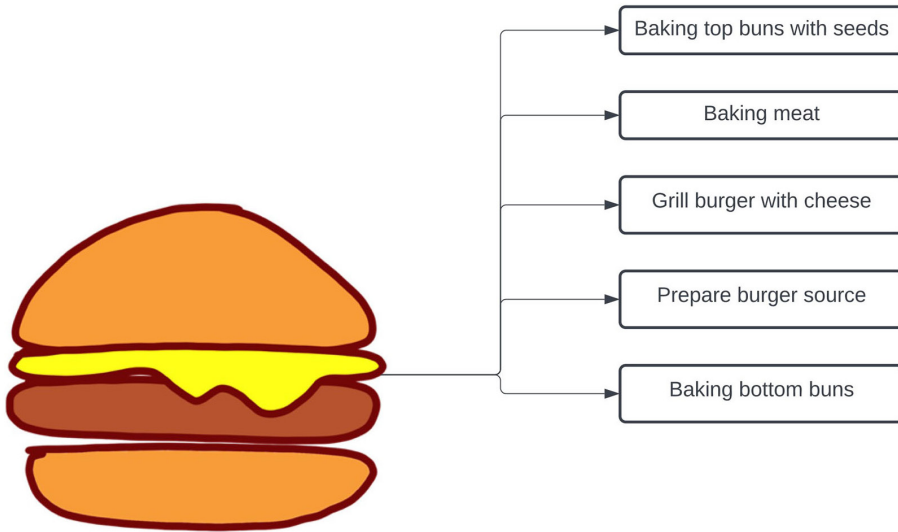 Baking top buns with seeds
Baking meat
Grill burger with cheese
Prepare burger source
Baking bottom buns